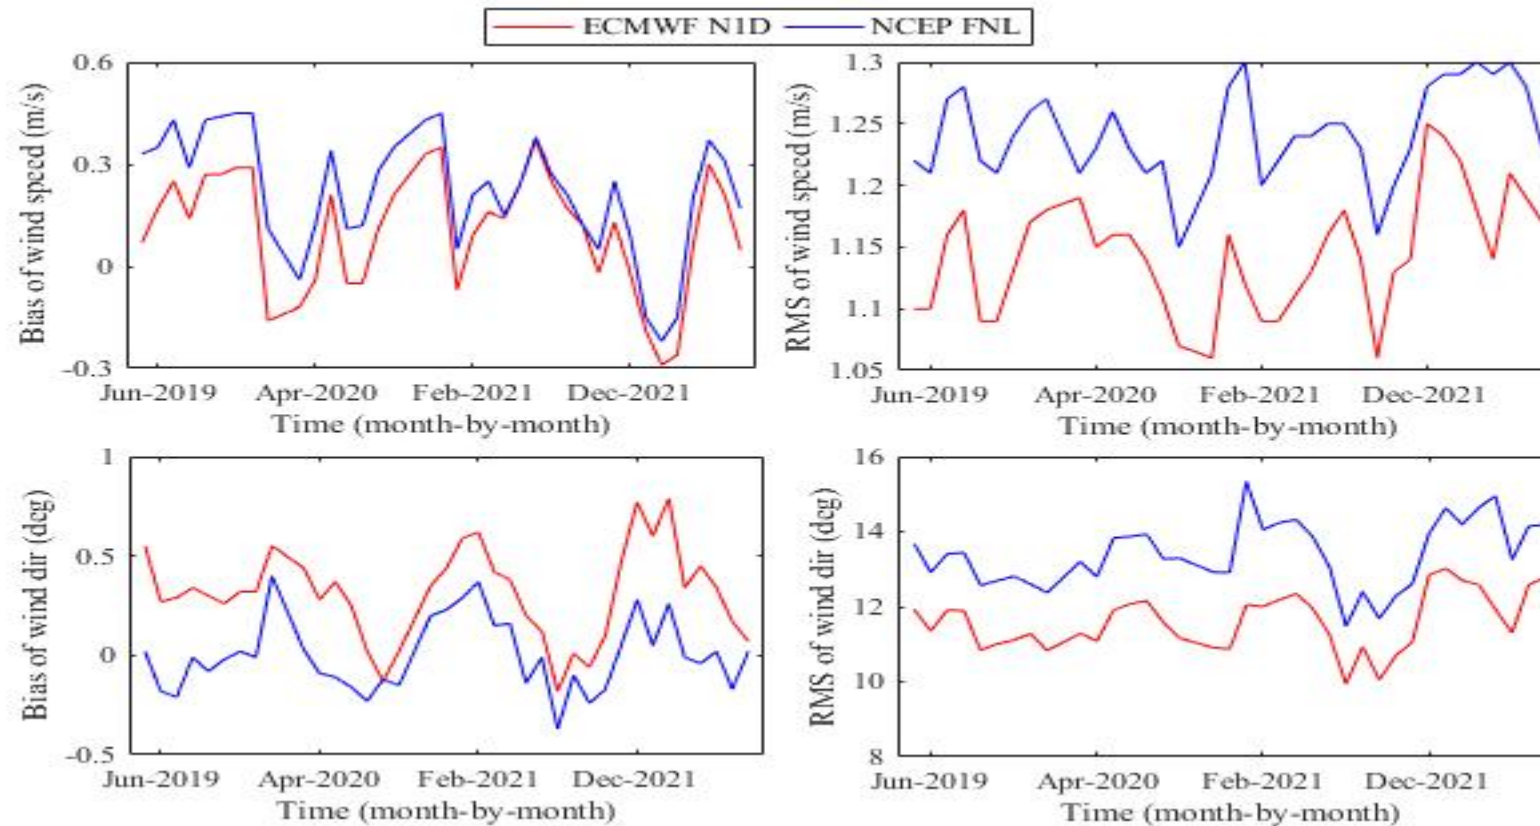 ECMWF N1D NCEP FNL
Bias of wind speed (m/s)
0.6
0.3
0
-0.3
Jun-2019 Apr-2020 Feb-2021 Dec-2021
Time (month-by-month)
RMS of wind speed (m/s)
1.3
1.25
1.2
1.15
1.1
1.05
Jun-2019 Apr-2020 Feb-2021 Dec-2021
Time (month-by-month)
Bias of wind dir (deg)
1
0.5
0
-0.5
Jun-2019 Apr-2020 Feb-2021 Dec-2021
Time (month-by-month)
RMS of wind dir (deg)
16
14
12
10
8
Jun-2019 Apr-2020 Feb-2021 Dec-2021
Time (month-by-month)